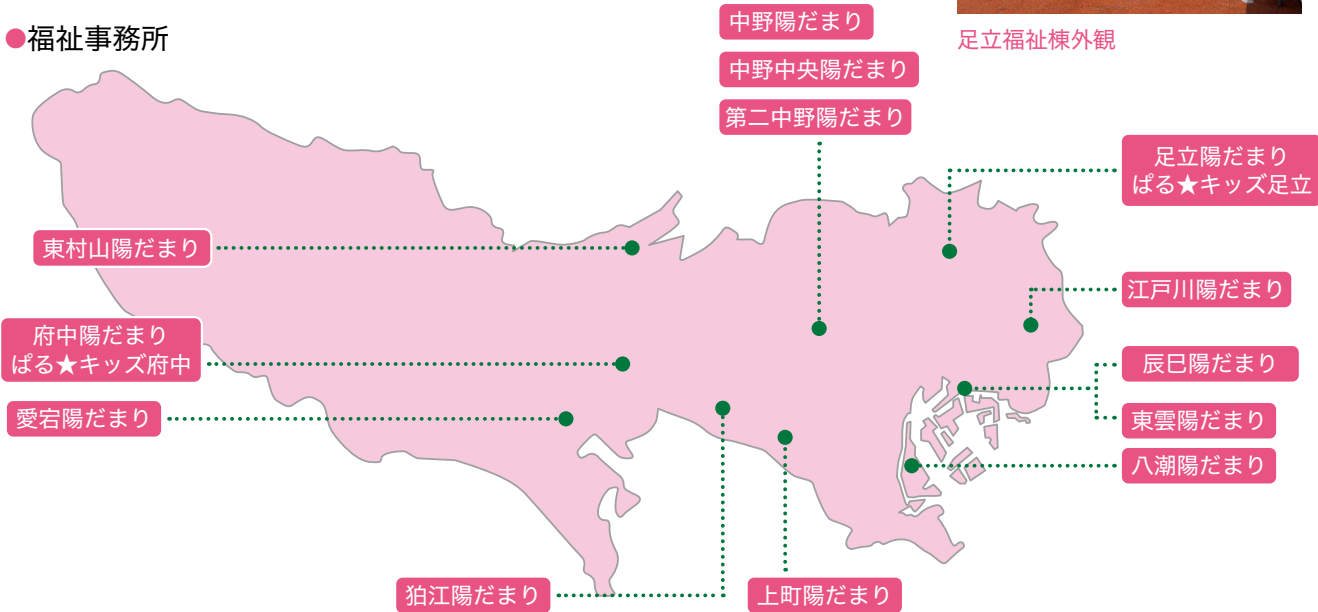 ●福祉事務所
足立福祉棟外観
中野陽だまり
中野中央陽だまり
第二中野陽だまり
足立陽だまり
ぱる★キッズ足立
東村山陽だまり
江戸川陽だまり
府中陽だまり
ぱる★キッズ府中
辰巳陽だまり
愛宕陽だまり
東雲陽だまり
八潮陽だまり
狛江陽だまり
上町陽だまり